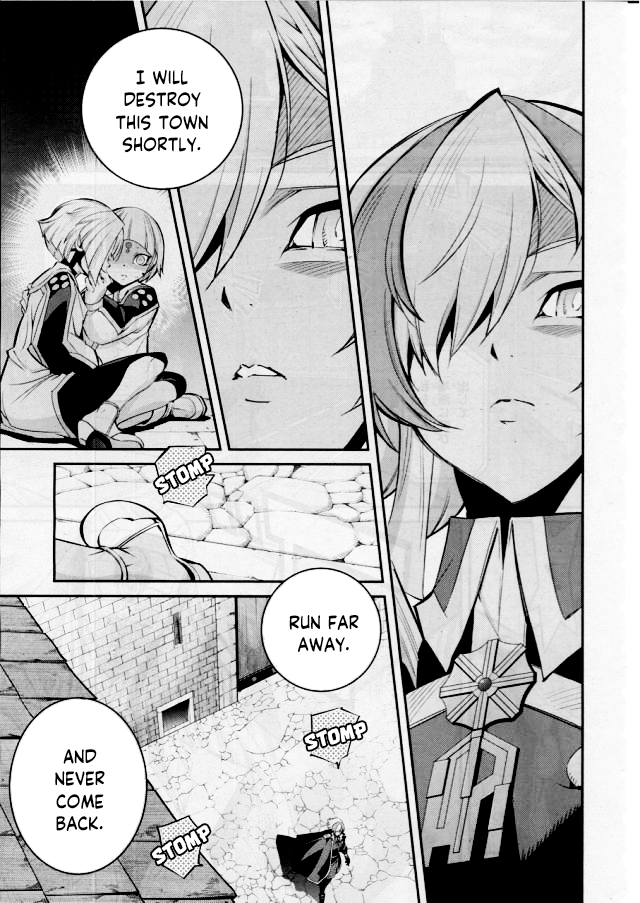 I WILL
DESTROY
THIS TOWN
SHORTLY.
STOMP
RUN FAR
AWAY.
STOMP
AND
NEVER
COME
BACK.
STOMP